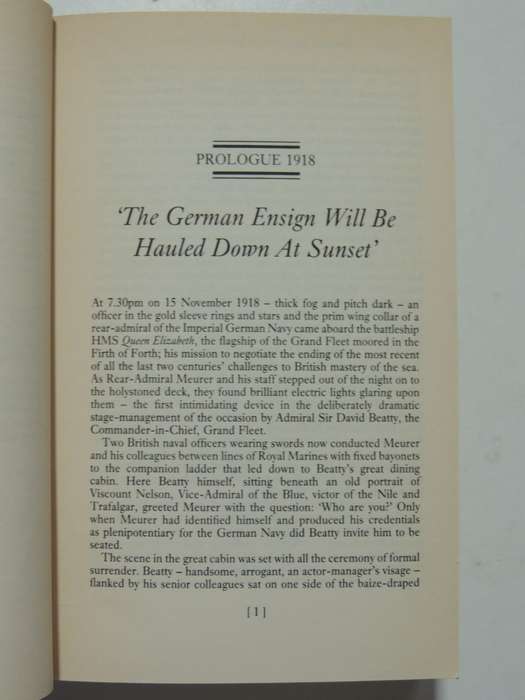 PROLOGUE 1918
'The German Ensign Will Be
Hauled Down At Sunset'
At 7.30pm on 15 November 1918 – thick fog and pitch dark – an
officer in the gold sleeve rings and stars and the prim wing collar of a
rear-admiral of the Imperial German Navy came aboard the battleship
HMS Queen Elizabeth, the flagship of the Grand Fleet moored in the
Firth of Forth; his mission to negotiate the ending of the most recent
of all the last two centuries' challenges to British mastery of the sea.
As Rear-Admiral Meurer and his staff stepped out of the night on to
the holystoned deck, they found brilliant electric lights glaring upon
them – the first intimidating device in the deliberately dramatic
stage-management of the occasion by Admiral Sir David Beatty, the
Commander-in-Chief, Grand Fleet.
Two British naval officers wearing swords now conducted Meurer
and his colleagues between lines of Royal Marines with fixed bayonets
to the companion ladder that led down to Beatty's great dining
cabin. Here Beatty himself, sitting beneath an old portrait of
Viscount Nelson, Vice-Admiral of the Blue, victor of the Nile and
Trafalgar, greeted Meurer with the question: 'Who are you?' Only
when Meurer had identified himself and produced his credentials
as plenipotentiary for the German Navy did Beatty invite him to be
seated.
The scene in the great cabin was set with all the ceremony of formal
surrender. Beatty – handsome, arrogant, an actor-manager's visage –
flanked by his senior colleagues sat on one side of the baize-draped
[ 1 ]